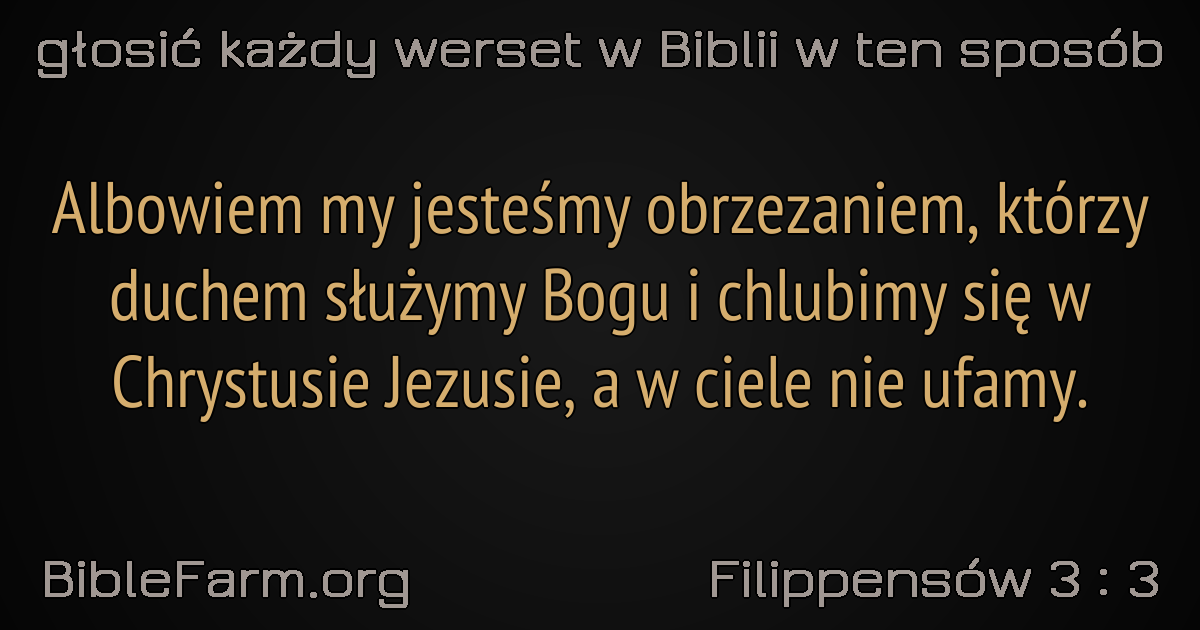 głosić każdy werset w Biblii w ten sposób
Albowiem my jesteśmy obrzezaniem, którzy
duchem służymy Bogu i chlubimy się w
Chrystusie Jezusie, a w ciele nie ufamy.
BibleFarm.org
Filippensów 3 : 3